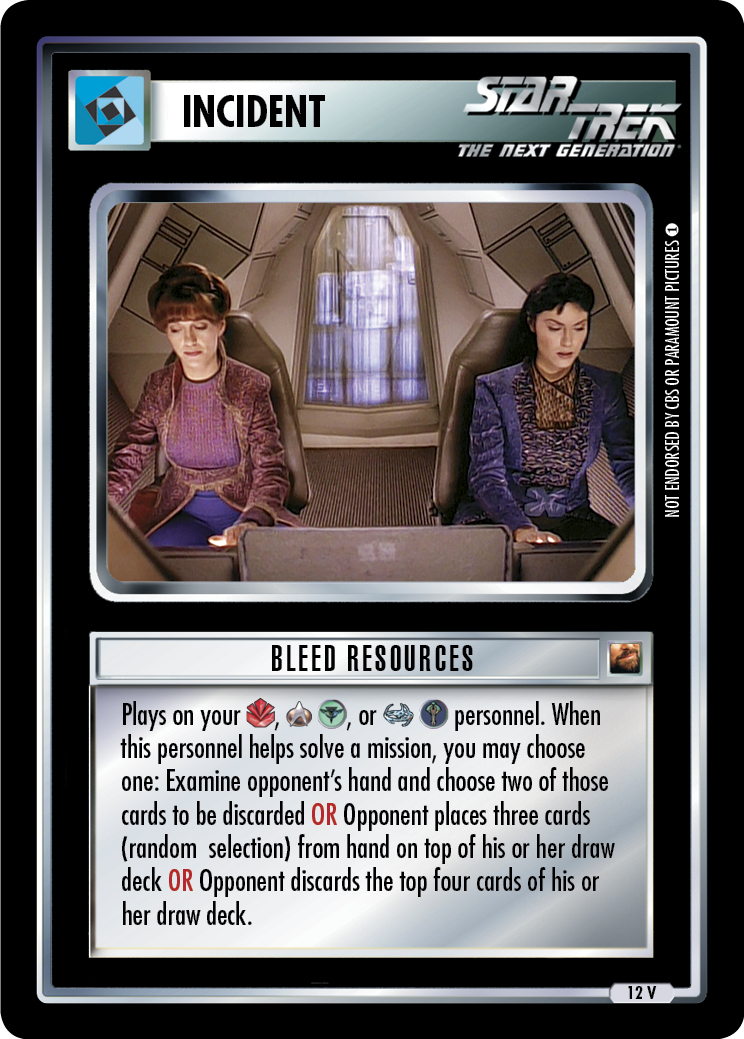 INCIDENT
STAR TREK
THE NEXT GENERATION
NOT ENDORSED BY CBS OR PARAMOUNT PICTURES 1
BLEED RESOURCES
Plays on your , , or personnel. When
this personnel helps solve a mission, you may choose
one: Examine opponent's hand and choose two of those
cards to be discarded OR Opponent places three cards
(random selection) from hand on top of his or her draw
deck OR Opponent discards the top four cards of his or
her draw deck.
12 V